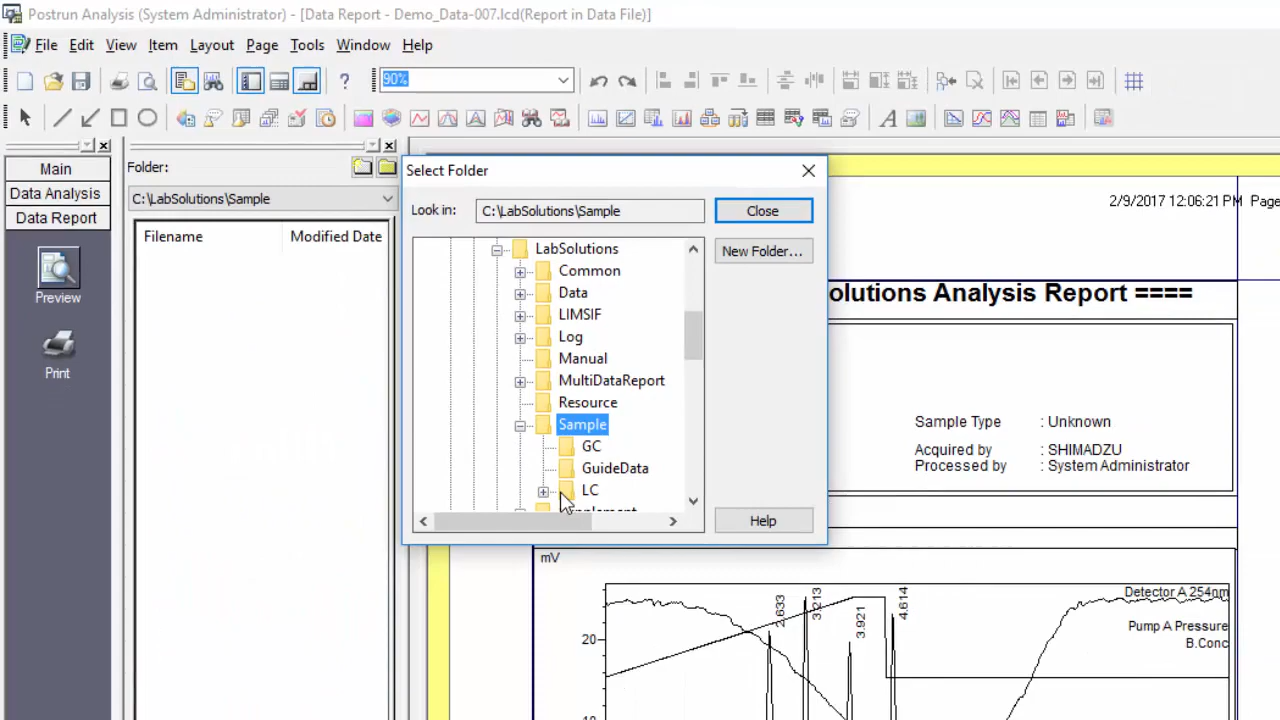 Postrun Analysis (System Administrator) - [Data Report - Demo_Data-007.lcd(Report in Data File)]
File Edit View Item Layout Page Tools Window Help
90%
Main
Data Analysis
Data Report
Preview
Print
Folder:
C:\LabSolutions\Sample
Filename Modified Date
Select Folder
Look in: C:\LabSolutions\Sample Close
New Folder...
LabSolutions
Common
Data
LIMSIF
Log
Manual
MultiDataReport
Resource
Sample
GC
GuideData
LC
Help
2/9/2017 12:06:21 PM Page
olutions Analysis Report ====
Sample Type : Unknown
Acquired by : SHIMADZU
Processed by : System Administrator
mV
20
2.633
3.213
3.921
4.614
Detector A 254nm
Pump A Pressure
B.Conc